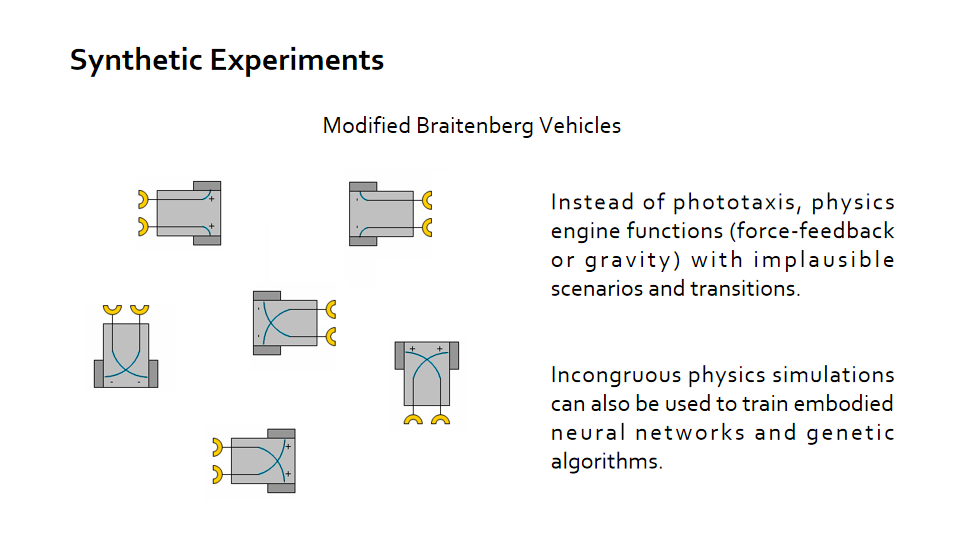 Synthetic Experiments
Modified Braitenberg Vehicles
Instead of phototaxis, physics
engine functions (force-feedback
or gravity) with implausible
scenarios and transitions.
Incongruous physics simulations
can also be used to train embodied
neural networks and genetic
algorithms.
+
+
-
-
-
-
- -
+ +
+
+